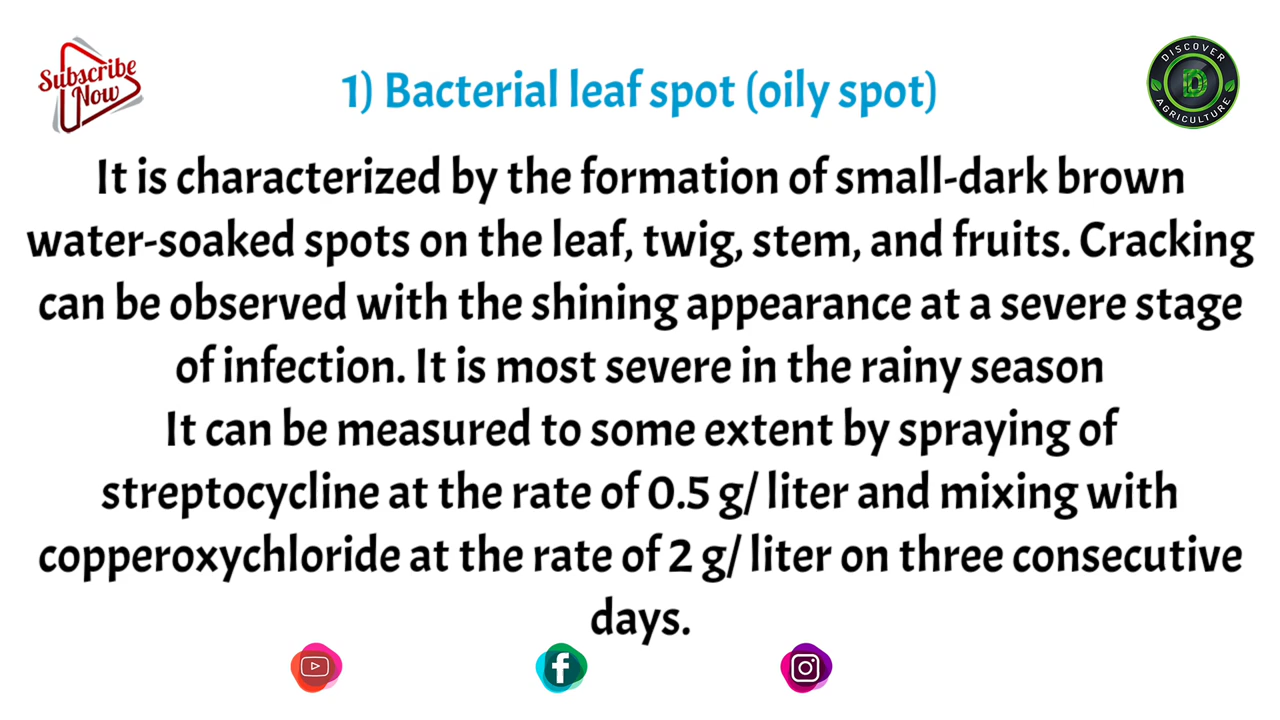 Subscribe
Now
1) Bacterial leaf spot (oily spot)
DISCOVER
D
AGRICULTURE
It is characterized by the formation of small-dark brown
water-soaked spots on the leaf, twig, stem, and fruits. Cracking
can be observed with the shining appearance at a severe stage
of infection. It is most severe in the rainy season
It can be measured to some extent by spraying of
streptocycline at the rate of 0.5 g/ liter and mixing with
copperoxychloride at the rate of 2 g/ liter on three consecutive
days.